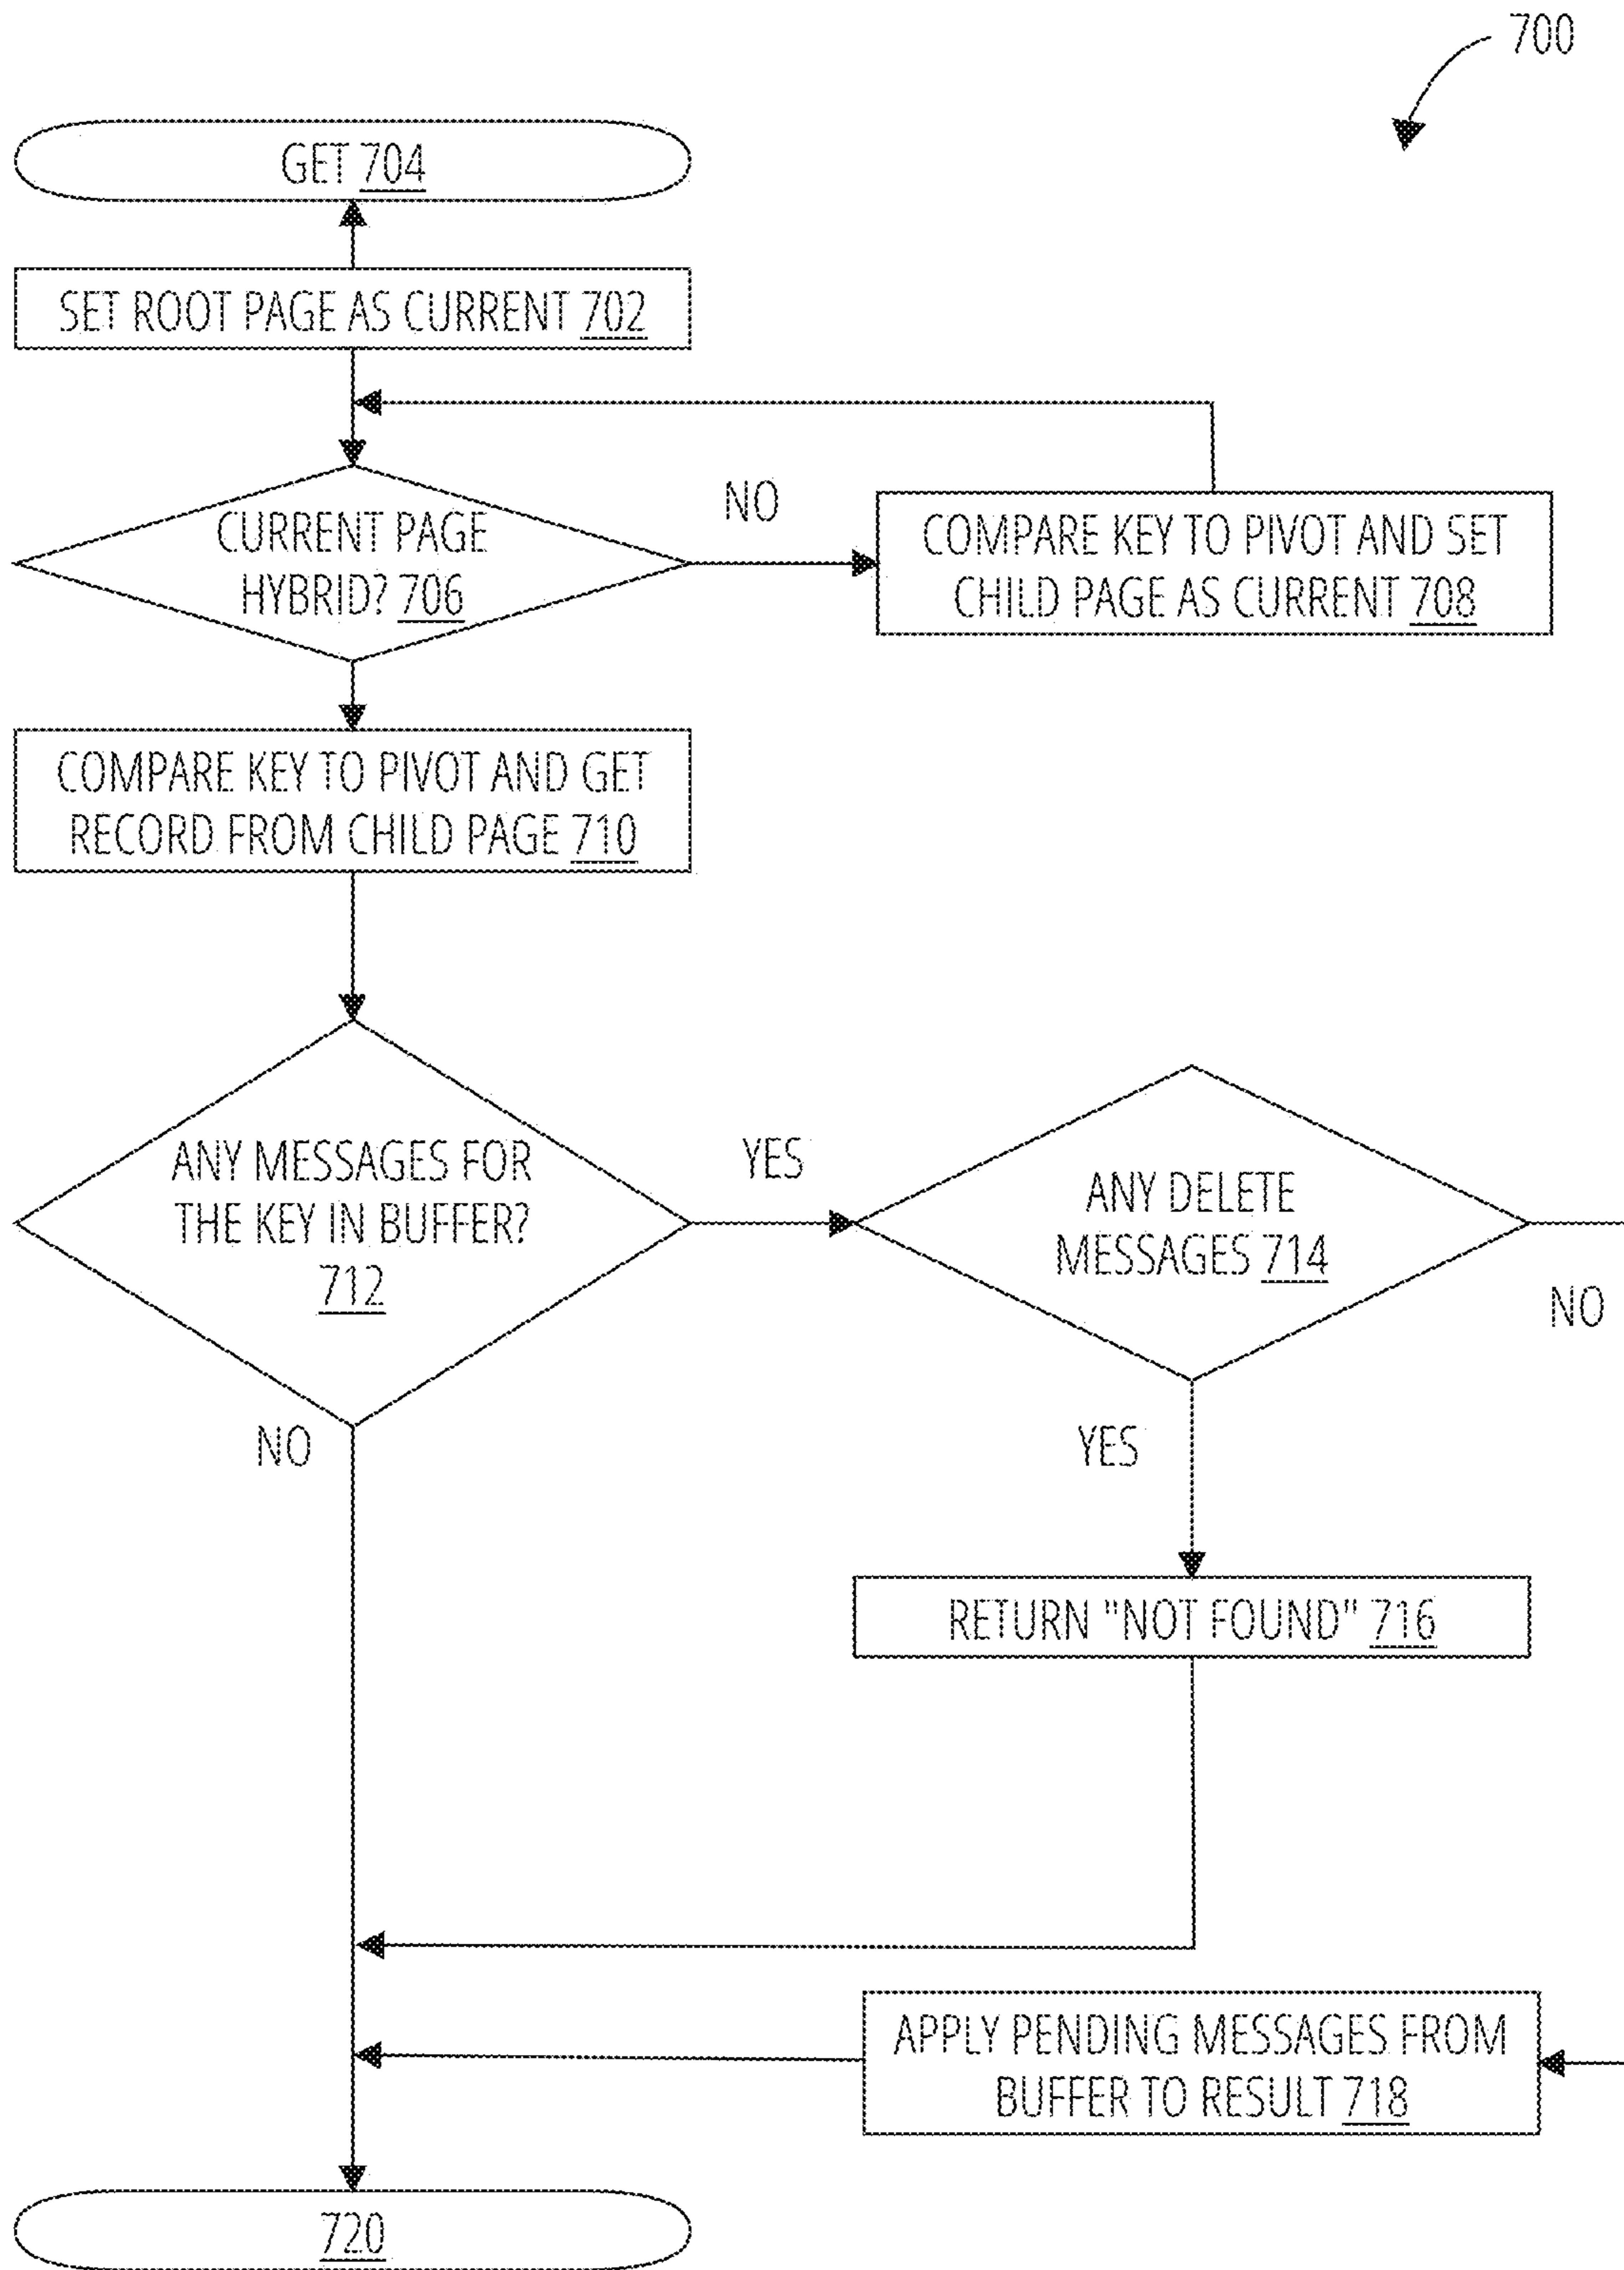 700
GET 704
SET ROOT PAGE AS CURRENT 702
CURRENT PAGE
HYBRID? 706
NO
COMPARE KEY TO PIVOT AND SET
CHILD PAGE AS CURRENT 708
COMPARE KEY TO PIVOT AND GET
RECORD FROM CHILD PAGE 710
ANY MESSAGES FOR
THE KEY IN BUFFER?
712
YES
ANY DELETE
MESSAGES 714
NO
NO
YES
RETURN "NOT FOUND" 716
APPLY PENDING MESSAGES FROM
BUFFER TO RESULT 718
720